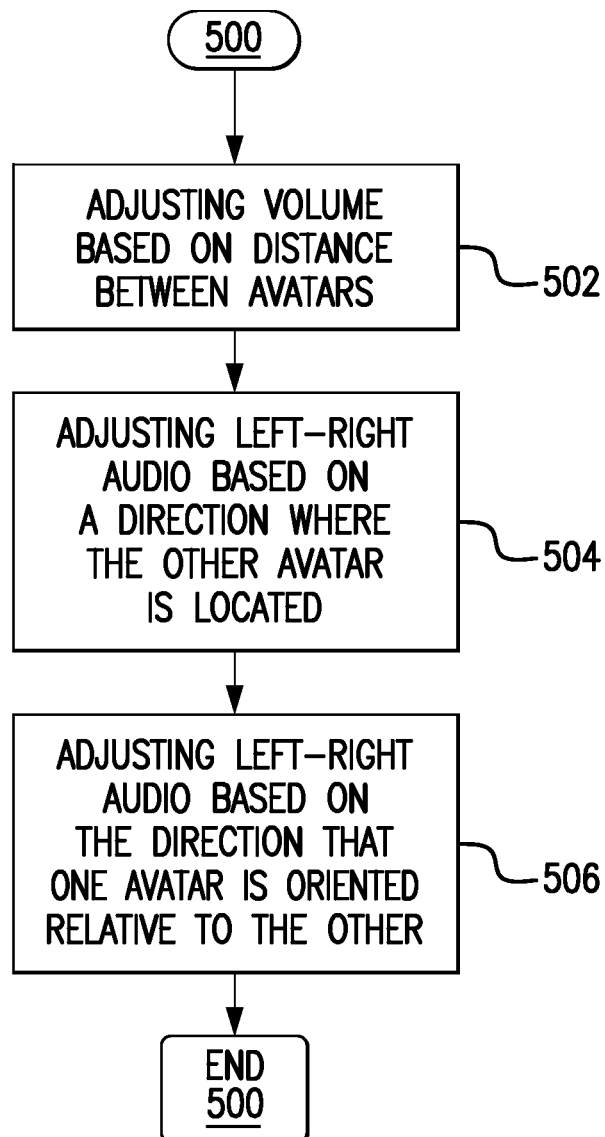 500
ADJUSTING VOLUME
BASED ON DISTANCE
BETWEEN AVATARS
502
ADJUSTING LEFT-RIGHT
AUDIO BASED ON
A DIRECTION WHERE
THE OTHER AVATAR
IS LOCATED
504
ADJUSTING LEFT-RIGHT
AUDIO BASED ON
THE DIRECTION THAT
ONE AVATAR IS ORIENTED
RELATIVE TO THE OTHER
506
END
500